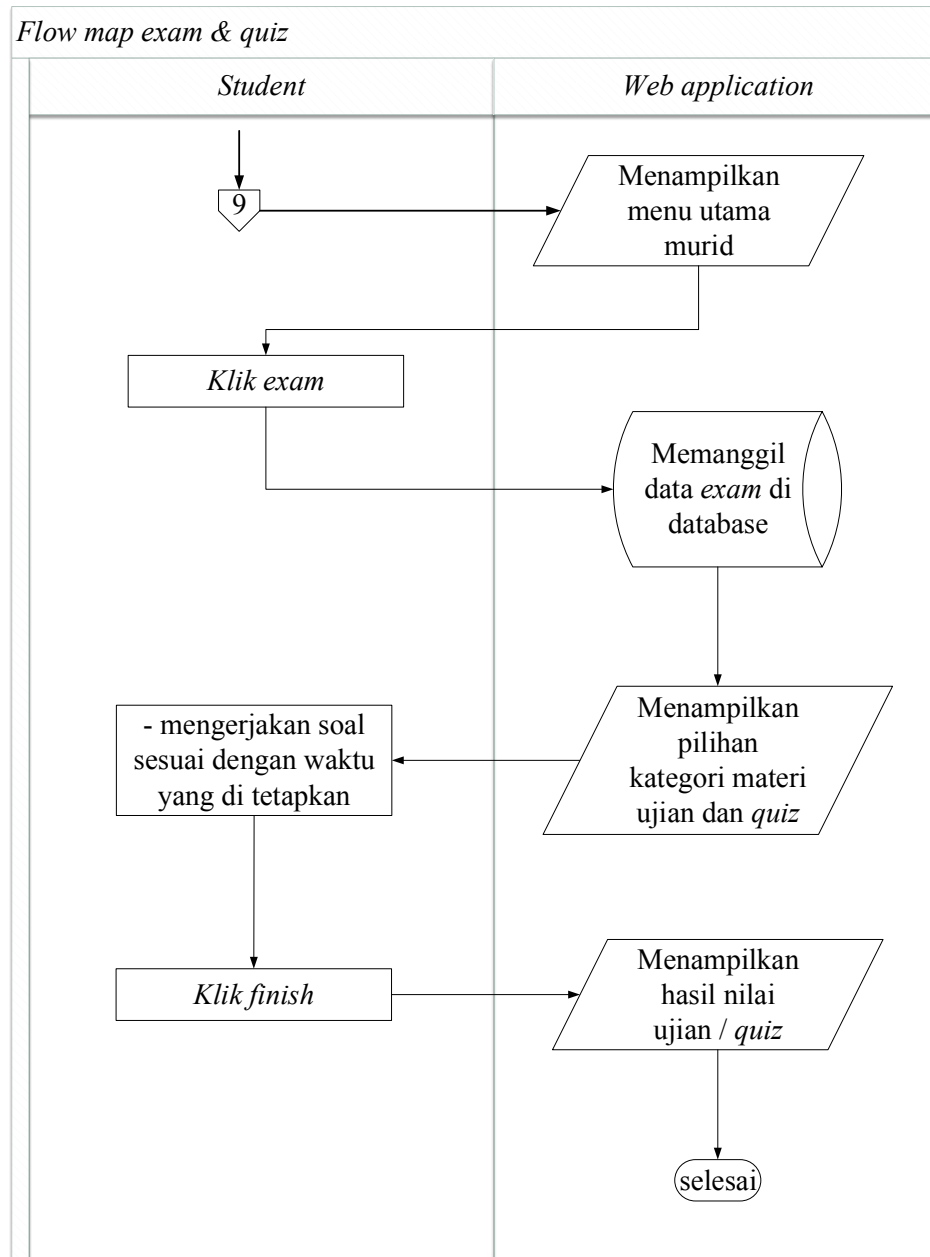 Flow map exam & quiz
Student
Web application
9
Menampilkan
menu utama
murid
Klik exam
Memanggil
data exam di
database
Menampilkan
pilihan
kategori materi
ujian dan quiz
- mengerjakan soal
sesuai dengan waktu
yang di tetapkan
Klik finish
Menampilkan
hasil nilai
ujian / quiz
selesai